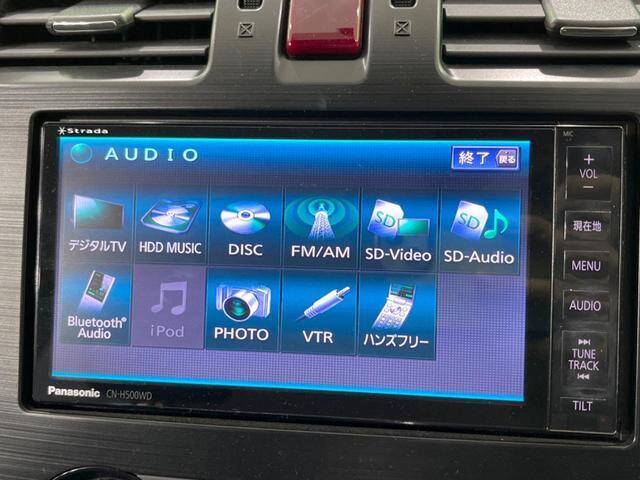 Strada
MIC
AUDIO
終了 戻る
デジタルTV
HDD MUSIC
DISC
FM/AM
SD-Video
SD-Audio
Bluetooth® Audio
iPod
PHOTO
VTR
ハンズフリー
+
VOL
−
現在地
MENU
AUDIO
TUNE
TRACK
TILT
Panasonic CN-H500WD